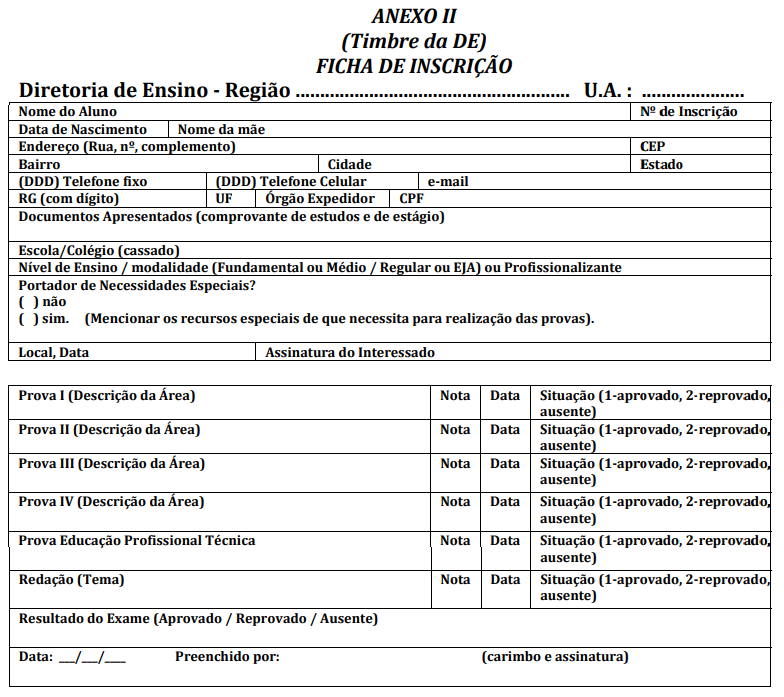 ANEXO II
(Timbre da DE)
FICHA DE INSCRIÇÃO
Diretoria de Ensino - Região ........................................................ U.A. : .....................
Nome do Aluno Nº de Inscrição
Data de Nascimento Nome da mãe
Endereço (Rua, nº, complemento) CEP
Bairro Cidade Estado
(DDD) Telefone fixo (DDD) Telefone Celular e-mail
RG (com dígito) UF Órgão Expedidor CPF
Documentos Apresentados (comprovante de estudos e de estágio)
Escola/Colégio (cassado)
Nível de Ensino / modalidade (Fundamental ou Médio / Regular ou EJA) ou Profissionalizante
Portador de Necessidades Especiais?
( ) não
( ) sim. (Mencionar os recursos especiais de que necessita para realização das provas).
Local, Data Assinatura do Interessado
Prova I (Descrição da Área) Nota Data Situação (1-aprovado, 2-reprovado,
ausente)
Prova II (Descrição da Área) Nota Data Situação (1-aprovado, 2-reprovado,
ausente)
Prova III (Descrição da Área) Nota Data Situação (1-aprovado, 2-reprovado,
ausente)
Prova IV (Descrição da Área) Nota Data Situação (1-aprovado, 2-reprovado,
ausente)
Prova Educação Profissional Técnica Nota Data Situação (1-aprovado, 2-reprovado,
ausente)
Redação (Tema) Nota Data Situação (1-aprovado, 2-reprovado,
ausente)
Resultado do Exame (Aprovado / Reprovado / Ausente)
Data: ___/___/____ Preenchido por: (carimbo e assinatura)